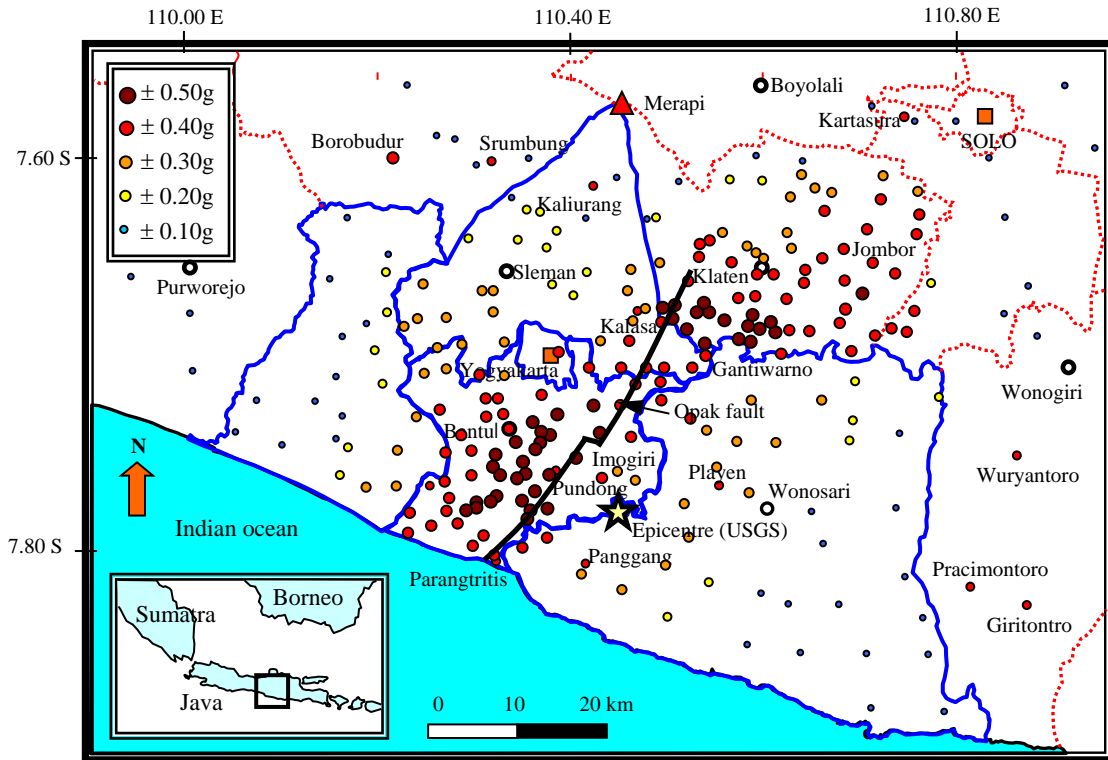 110.00 E
110.40 E
110.80 E
± 0.50g
± 0.40g
± 0.30g
± 0.20g
± 0.10g
Merapi
Boyolali
Kartasura
SOLO
7.60 S
Borobudur
Srumbung
Kaliurang
Jombor
Sleman
Klaten
Purworejo
Kalasa
Yogyakarta
Gantiwarno
Wonogiri
Opak fault
Bantul
N
Imogiri
Playen
Wuryantoro
Pundong
Wonosari
Indian ocean
Epicentre (USGS)
7.80 S
Panggang
Parangtritis
Pracimontoro
Giritontro
Sumatra
Borneo
Java
0
10
20 km